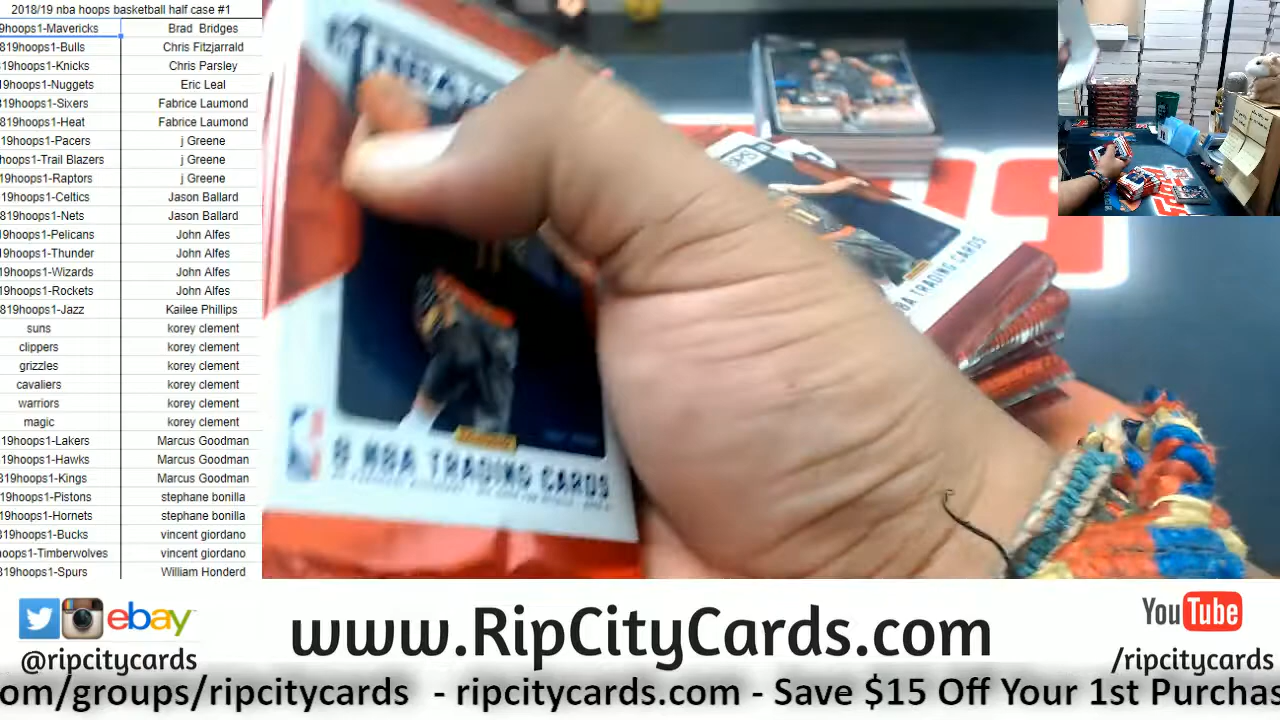 2018/19 nba hoops basketball half case #1
9hoops1-Mavericks Brad Bridges
819hoops1-Bulls Chris Fitzjarrald
19hoops1-Knicks Chris Parsley
19hoops1-Nuggets Eric Leal
319hoops1-Sixers Fabrice Laumond
819hoops1-Heat Fabrice Laumond
19hoops1-Pacers j Greene
hoops1-Trail Blazers j Greene
19hoops1-Raptors j Greene
19hoops1-Celtics Jason Ballard
819hoops1-Nets Jason Ballard
19hoops1-Pelicans John Alfes
19hoops1-Thunder John Alfes
19hoops1-Wizards John Alfes
19hoops1-Rockets John Alfes
819hoops1-Jazz Kailee Phillips
suns korey clement
clippers korey clement
grizzles korey clement
cavaliers korey clement
warriors korey clement
magic korey clement
19hoops1-Lakers Marcus Goodman
19hoops1-Hawks Marcus Goodman
319hoops1-Kings Marcus Goodman
19hoops1-Pistons stephane bonilla
19hoops1-Hornets stephane bonilla
319hoops1-Bucks vincent giordano
hoops1-Timberwolves vincent giordano
319hoops1-Spurs William Honderd
8 NBA TRADING CARDS
BA TRADING CARDS
ebay
@ripcitycards
www.RipCityCards.com
YouTube
/ripcitycards
om/groups/ripcitycards - ripcitycards.com - Save $15 Off Your 1st Purchas